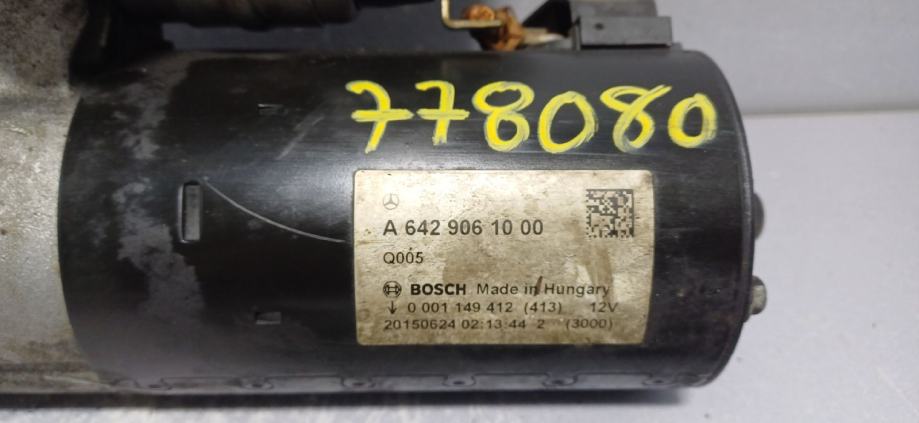 778080
A 642 906 10 00
Q005
BOSCH Made in Hungary
0 001 149 412 (413) 12V
20150624 02:13:44 2 (3000)